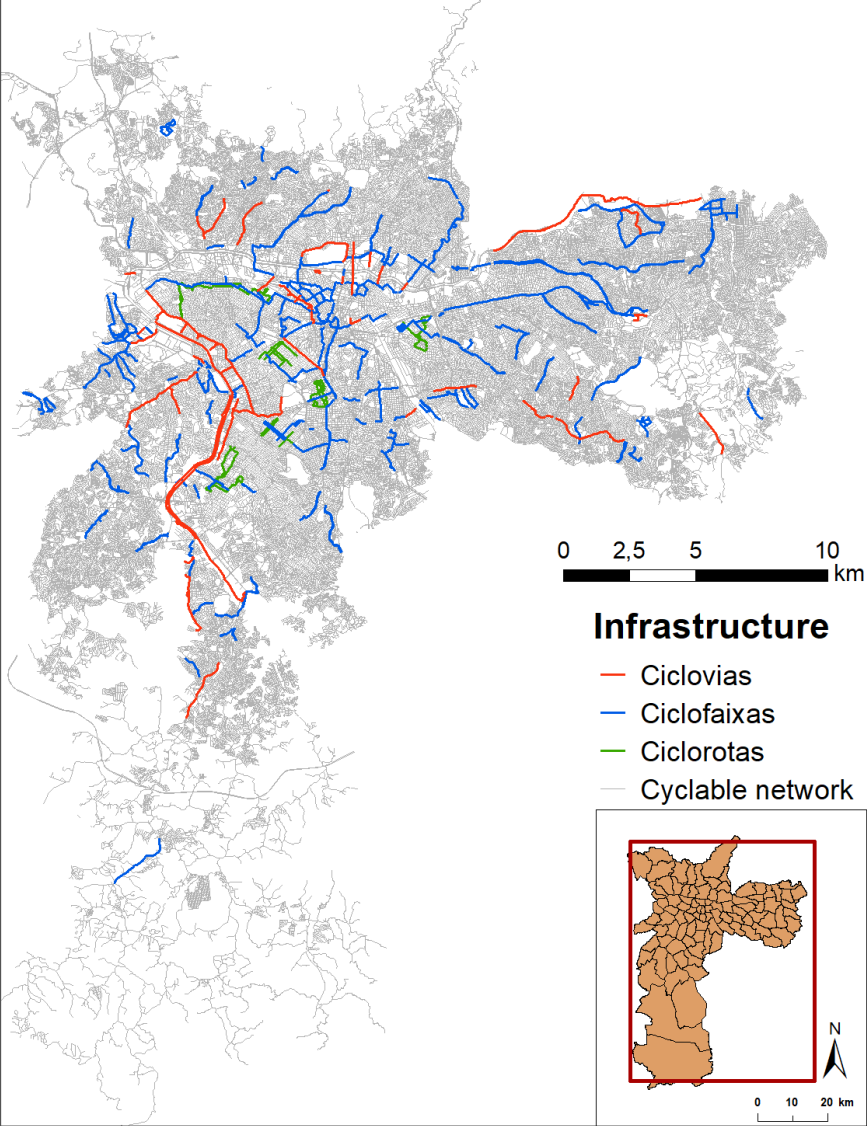 0 2,5 5 10
km
Infrastructure
Ciclovias
Ciclofaixas
Ciclorotas
Cyclable network
N
0 10 20 km